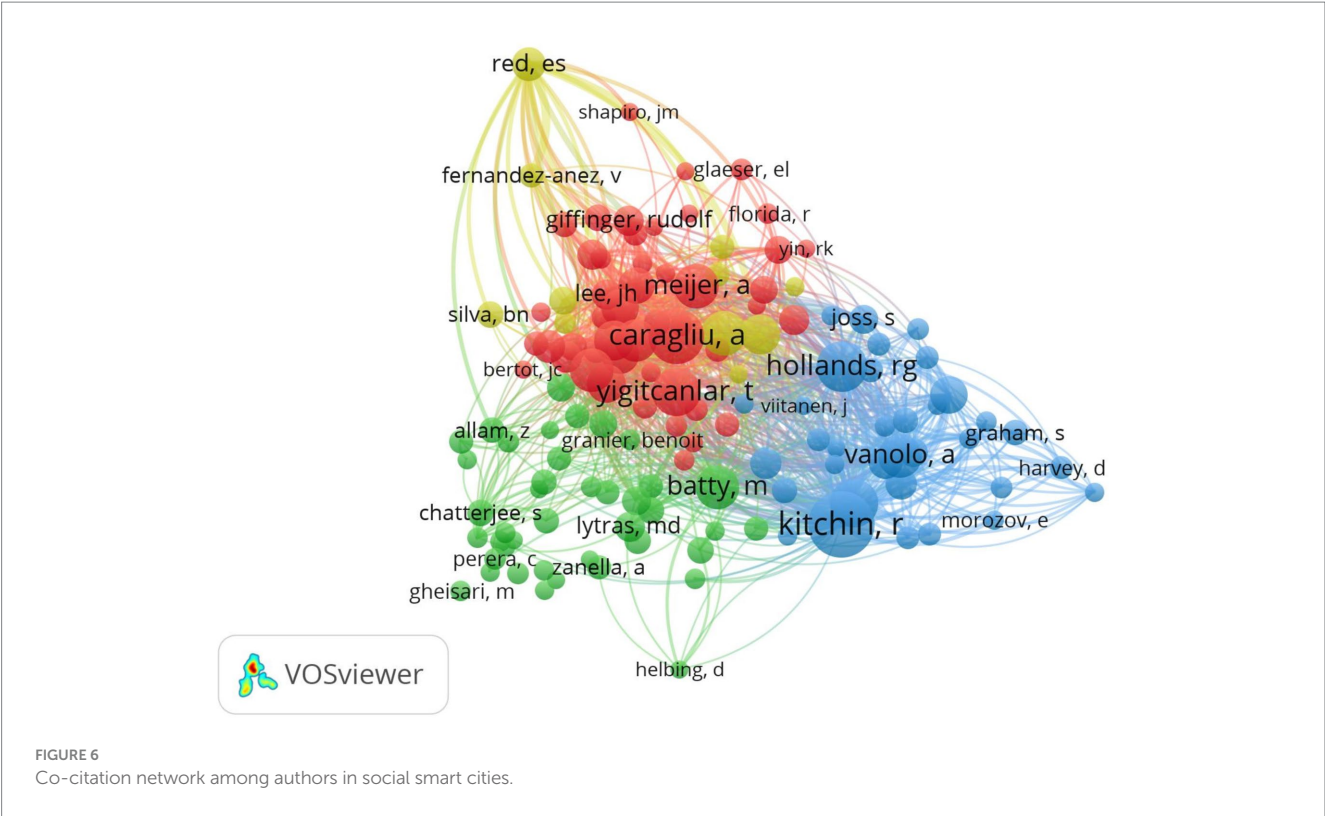 red, es
shapiro, jm
glaeser, el
fernandez-anez, v
giffinger, rudolf
florida, r
yin, rk
meijer, a
lee, jh
silva, bn
joss, s
caragliu, a
hollands, rg
bertot, jc
yigitcanlar, t
viitanen, j
allam, z
granier, benoit
graham, s
vanolo, a
harvey, d
batty, m
chatterjee, s
lytras, md
kitchin, r
morozov, e
perera, c
zanella, a
gheisari, m
helbing, d
VOSviewer
FIGURE 6
Co-citation network among authors in social smart cities.